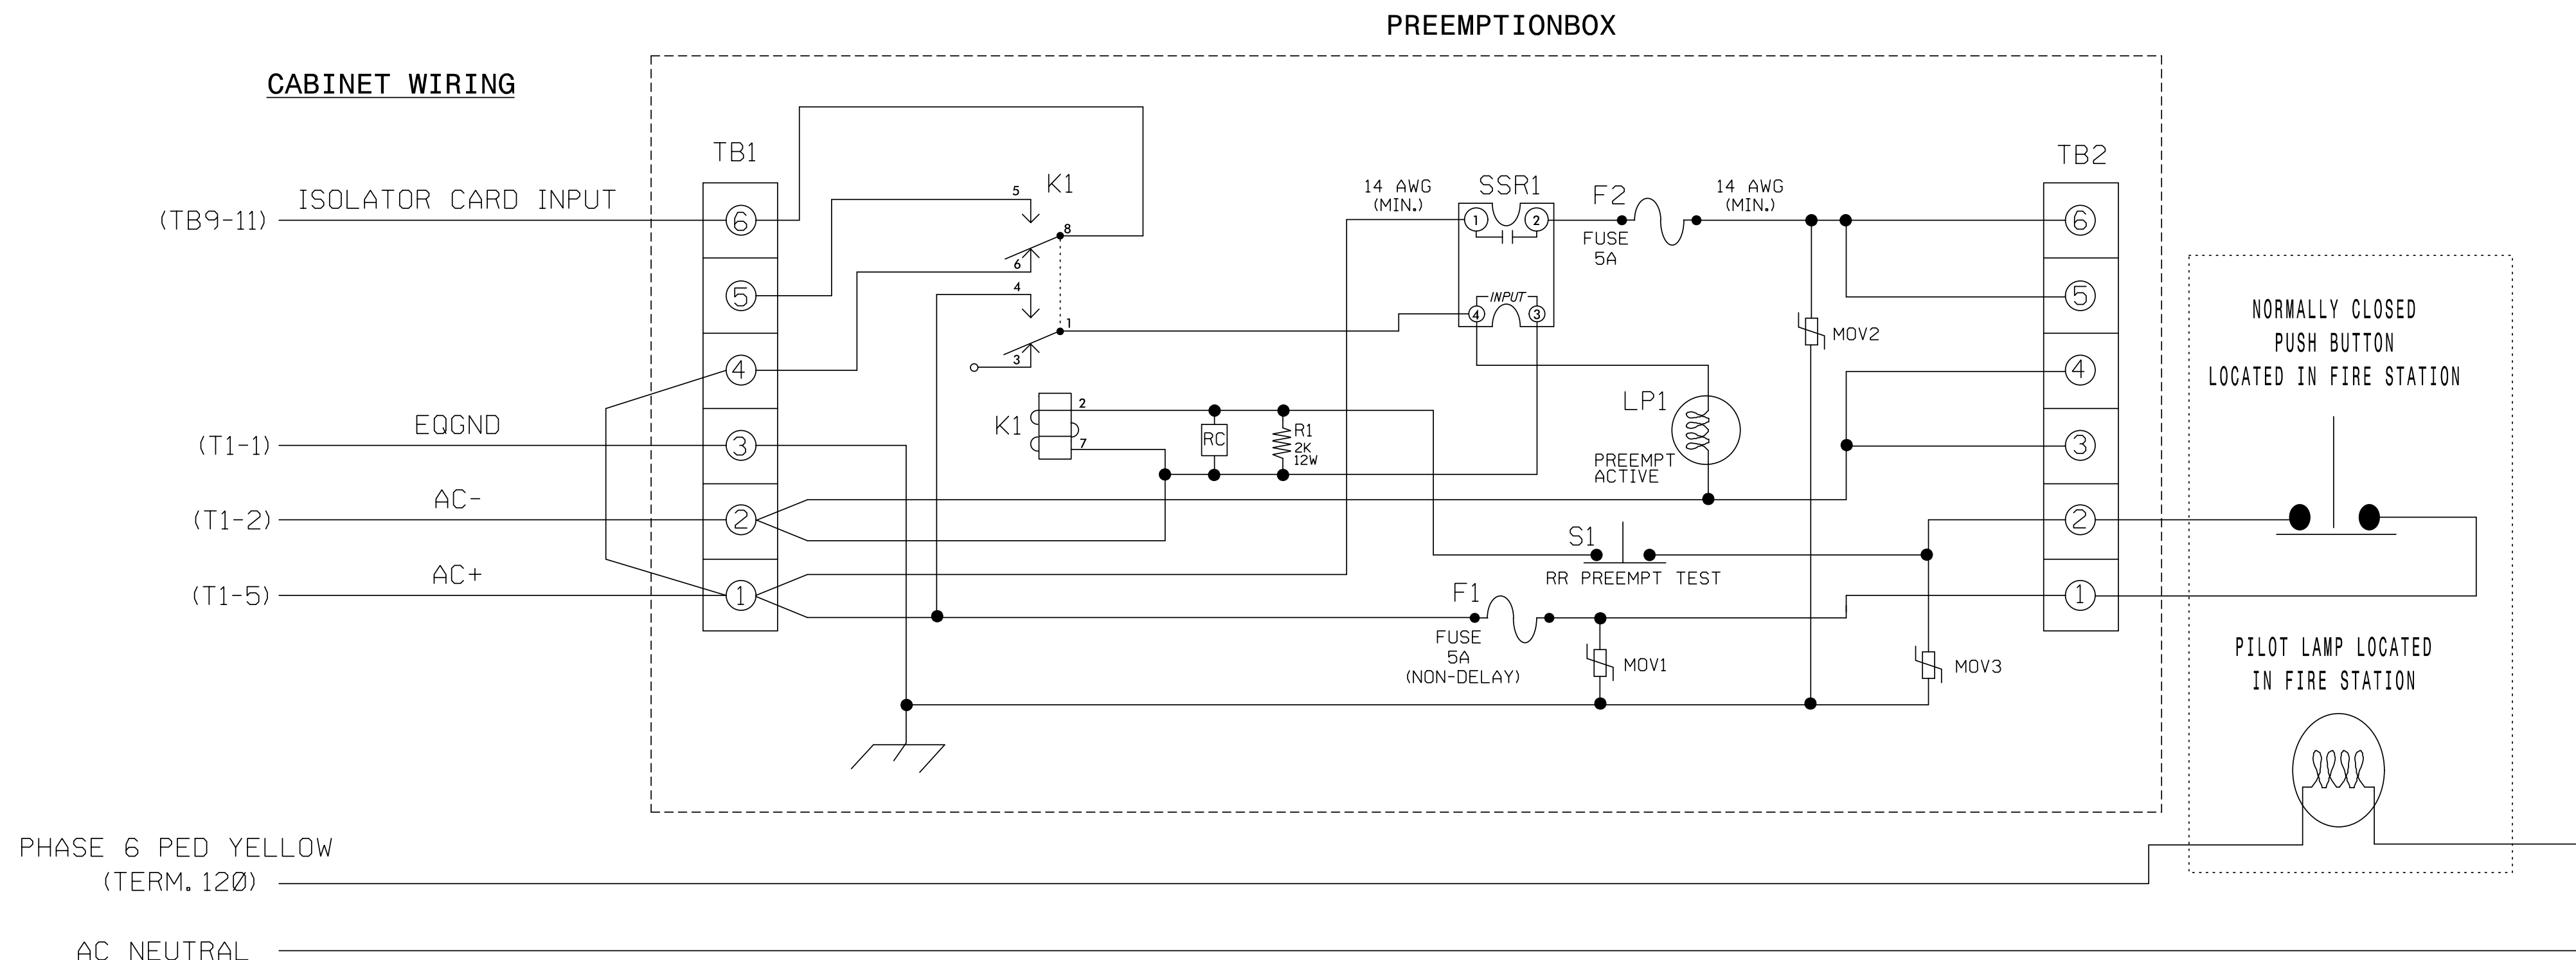 PREEMPTIONBOX
CABINET WIRING
TB1
(TB9-11)
ISOLATOR CARD INPUT
6
5
4
3
2
1
(T1-1)
EQGND
(T1-2)
AC-
(T1-5)
AC+
K1
5
8
6
4
1
3
K1
2
7
RC
R1
2K
12W
14 AWG
(MIN.)
SSR1
1
2
INPUT
4
3
F2
FUSE
5A
14 AWG
(MIN.)
MOV2
LP1
PREEMPT
ACTIVE
S1
RR PREEMPT TEST
F1
FUSE
5A
(NON-DELAY)
MOV1
MOV3
TB2
6
5
4
3
2
1
NORMALLY CLOSED
PUSH BUTTON
LOCATED IN FIRE STATION
PILOT LAMP LOCATED
IN FIRE STATION
PHASE 6 PED YELLOW
(TERM. 120)
AC NEUTRAL